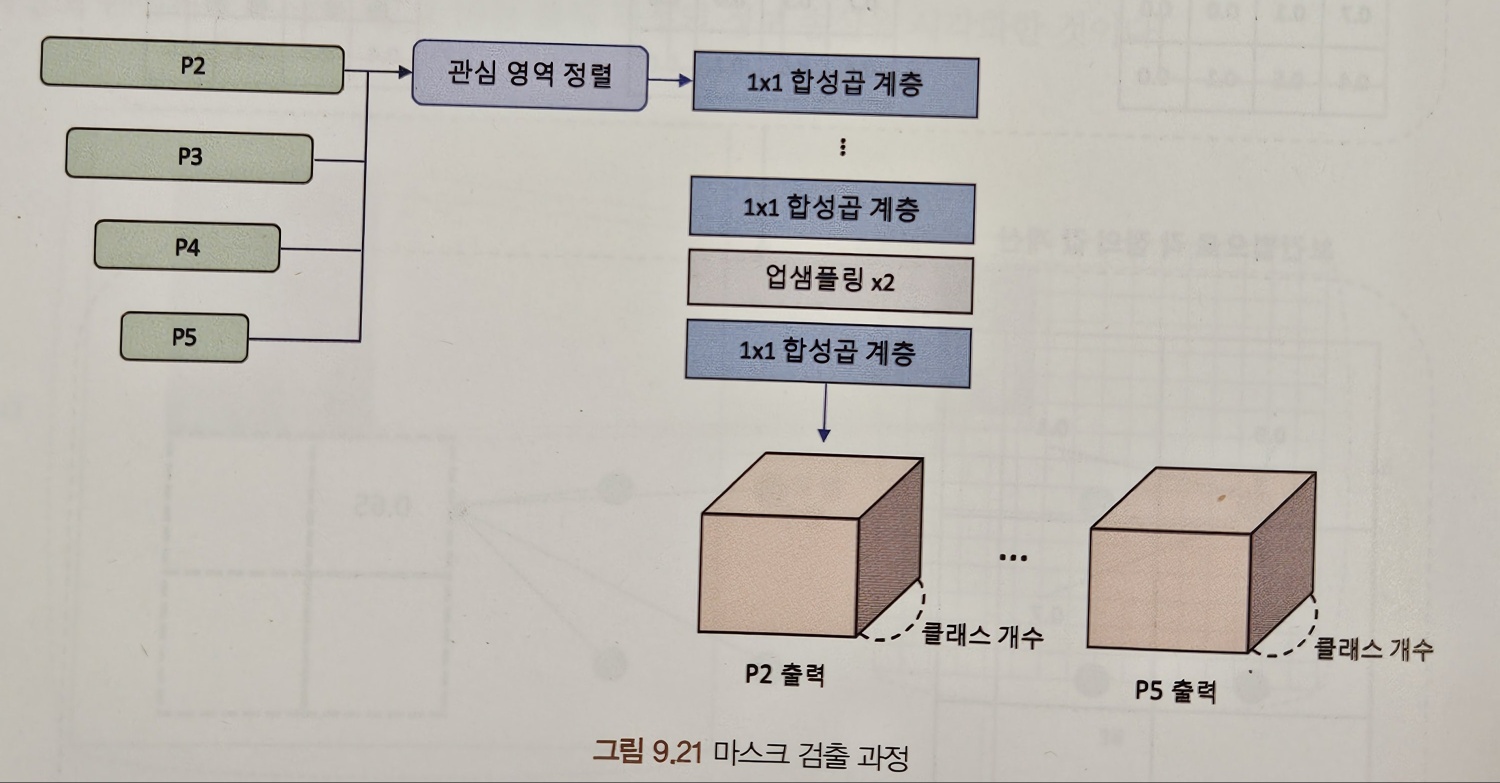 P2
관심 영역 정렬
1x1 합성곱 계층
P3
1x1 합성곱 계층
P4
업샘플링 x2
P5
1x1 합성곱 계층
0.65
클래스 개수
클래스 개수
P2 출력
P5 출력
그림 9.21 마스크 검출 과정